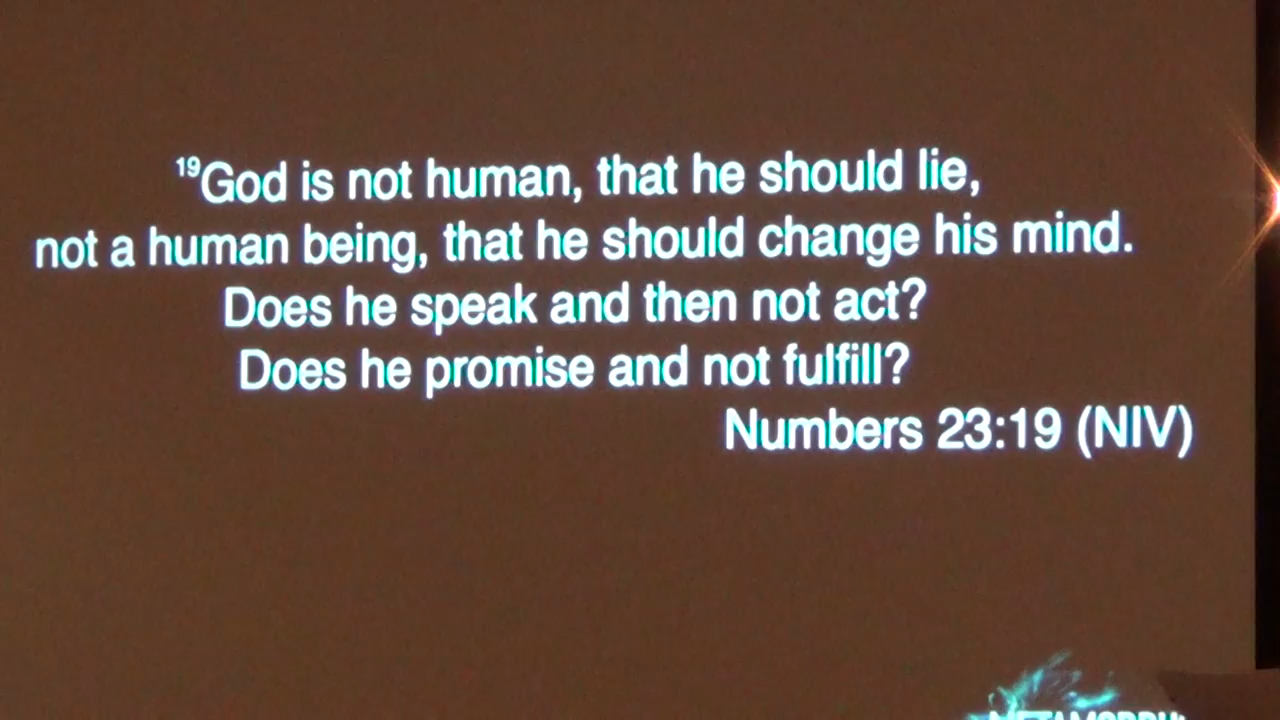 ¹⁹God is not human, that he should lie,
not a human being, that he should change his mind.
Does he speak and then not act?
Does he promise and not fulfill?
Numbers 23:19 (NIV)